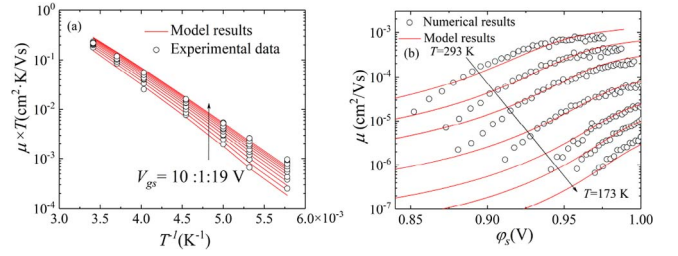 (a)
Model results
Experimental data
V_gs = 10 :1:19 V
μ×T(cm²·K/Vs)
10⁰
10⁻¹
10⁻²
10⁻³
10⁻⁴
3.0 3.5 4.0 4.5 5.0 5.5 6.0×10⁻³
T⁻¹(K⁻¹)
Numerical results
Model results
(b)
T=293 K
T=173 K
μ (cm²/Vs)
10⁻³
10⁻⁴
10⁻⁵
10⁻⁶
10⁻⁷
0.85 0.90 0.95 1.00
φ_s(V)